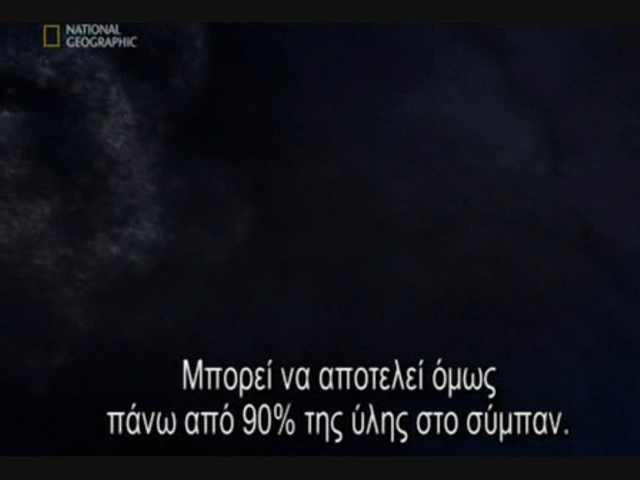 NATIONAL
GEOGRAPHIC
Μπορεί να αποτελεί όμως
πάνω από 90% της ύλης στο σύμπαν.